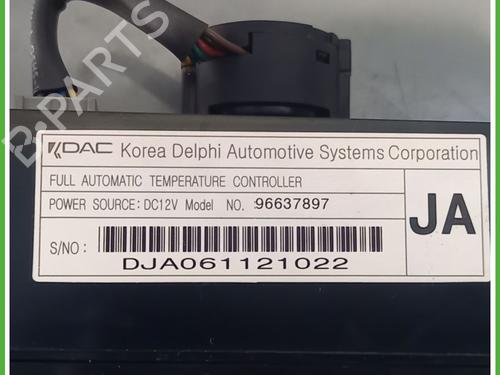 B-PARTS
KDAC Korea Delphi Automotive Systems Corporation
FULL AUTOMATIC TEMPERATURE CONTROLLER
POWER SOURCE: DC12V Model NO. :96637897
JA
S/NO :
DJA061121022